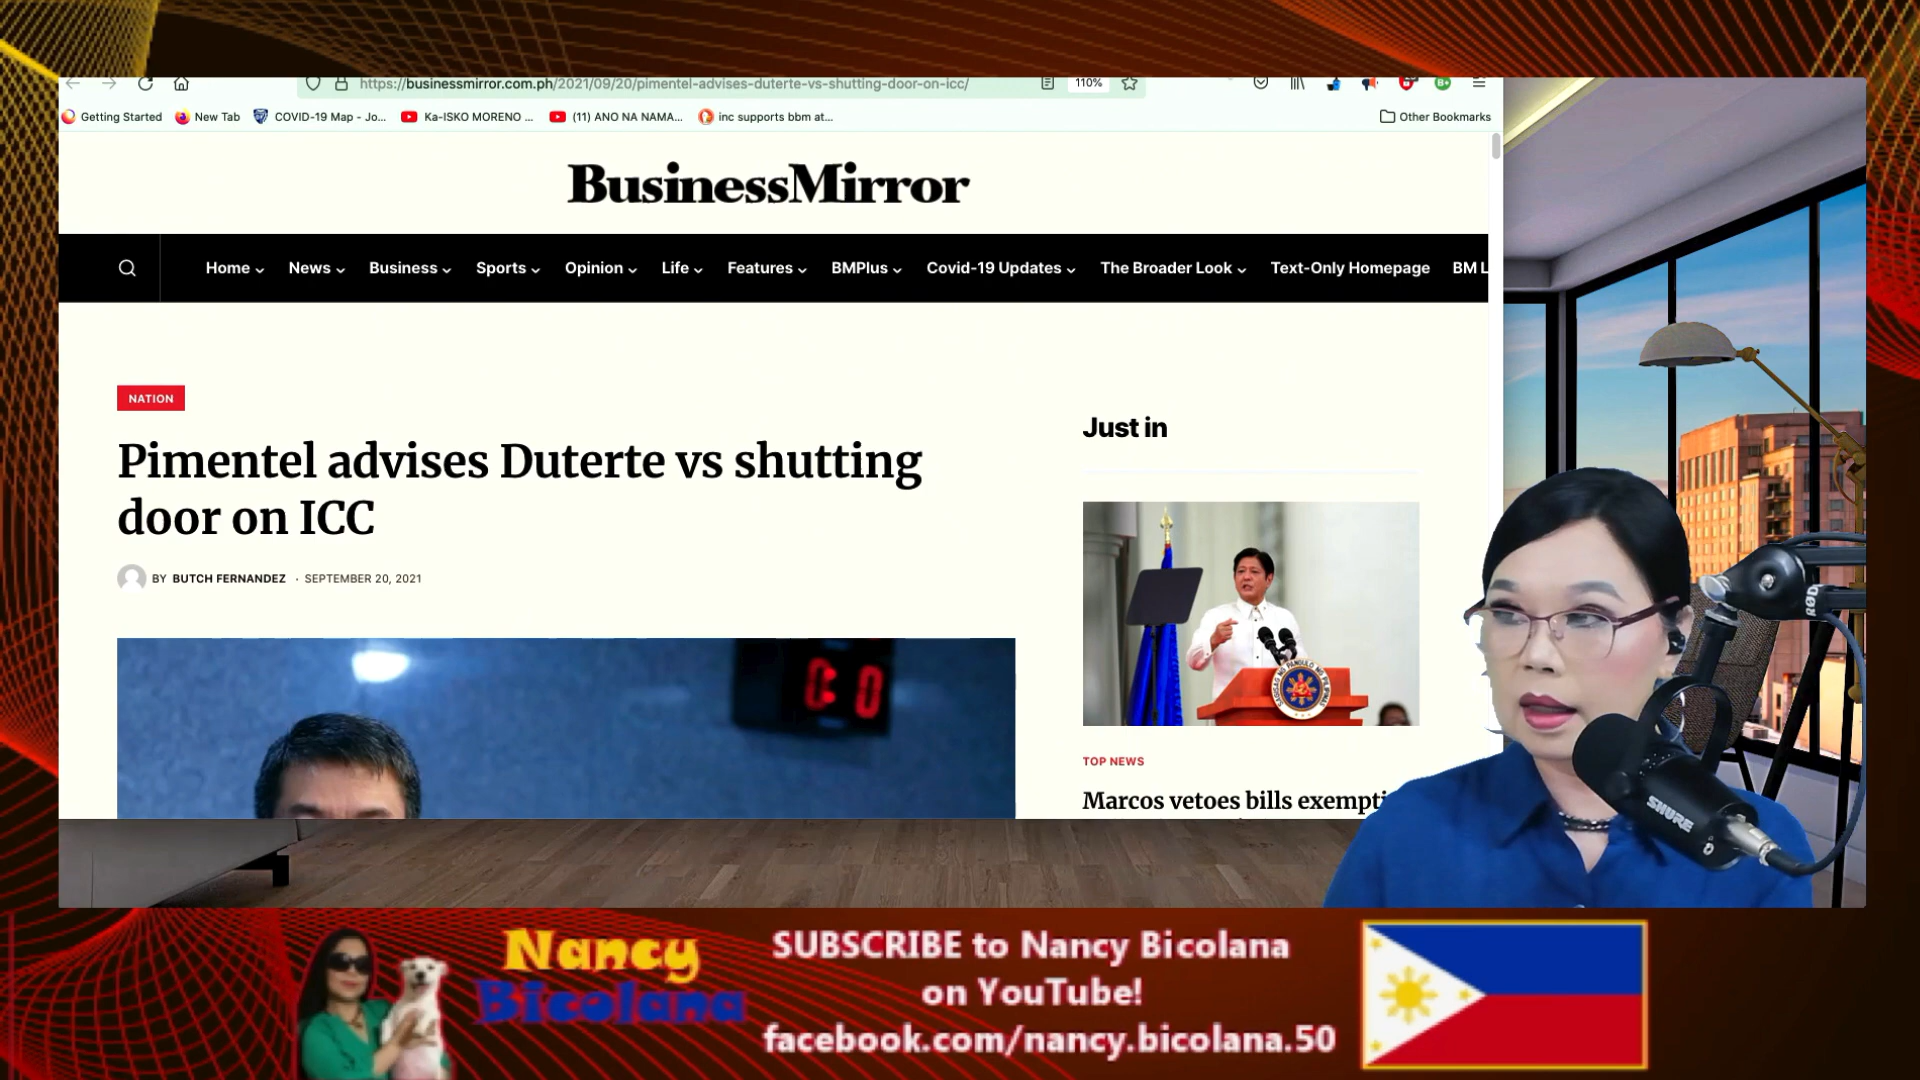 https://businessmirror.com.ph/2021/09/20/pimentel-advises-duterte-vs-shutting-door-on-icc/
110%
Getting Started
New Tab
COVID-19 Map - Jo...
Ka-ISKO MORENO ...
(11) ANO NA NAMA...
inc supports bbm at...
Other Bookmarks
BusinessMirror
Home
News
Business
Sports
Opinion
Life
Features
BMPlus
Covid-19 Updates
The Broader Look
Text-Only Homepage
BM L
NATION
Pimentel advises Duterte vs shutting
door on ICC
BY BUTCH FERNANDEZ · SEPTEMBER 20, 2021
Just in
TOP NEWS
Marcos vetoes bills exempti
RØDE
SHURE
Nancy
Bicolana
SUBSCRIBE to Nancy Bicolana
on YouTube!
facebook.com/nancy.bicolana.50